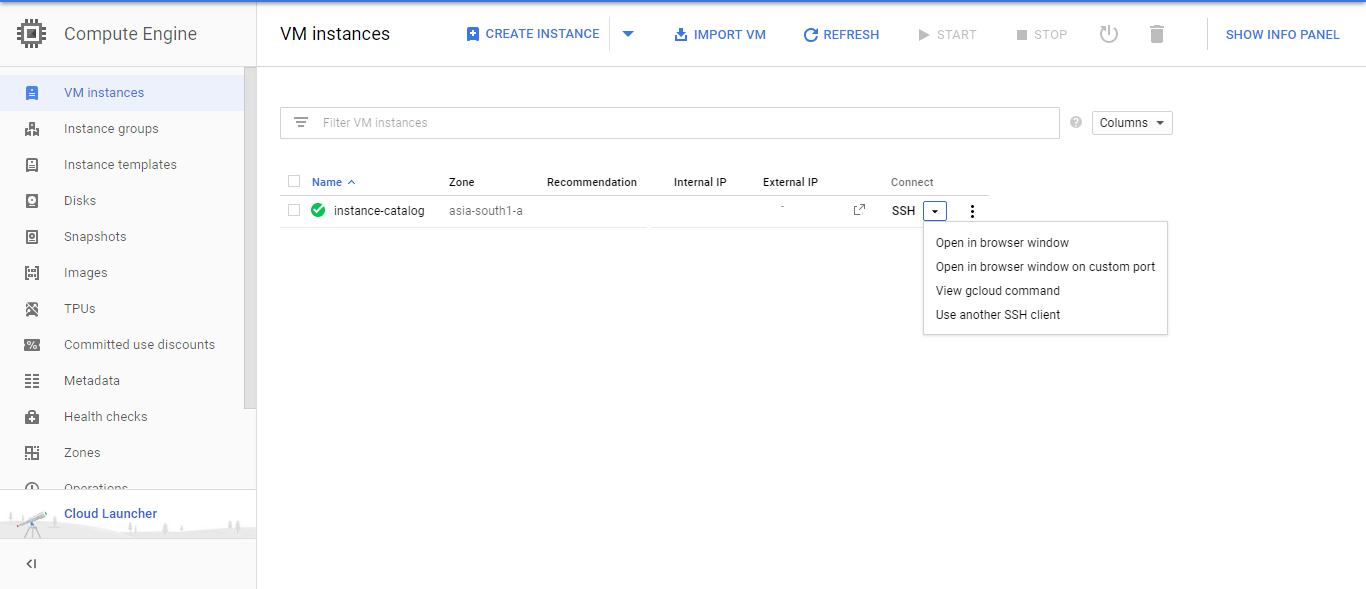 Compute Engine
VM instances
CREATE INSTANCE
IMPORT VM
REFRESH
START
STOP
SHOW INFO PANEL
VM instances
Instance groups
Instance templates
Disks
Snapshots
Images
TPUs
Committed use discounts
Metadata
Health checks
Zones
Operations
Cloud Launcher
Filter VM instances
Columns
Name Zone Recommendation Internal IP External IP Connect
instance-catalog asia-south1-a - SSH
Open in browser window
Open in browser window on custom port
View gcloud command
Use another SSH client